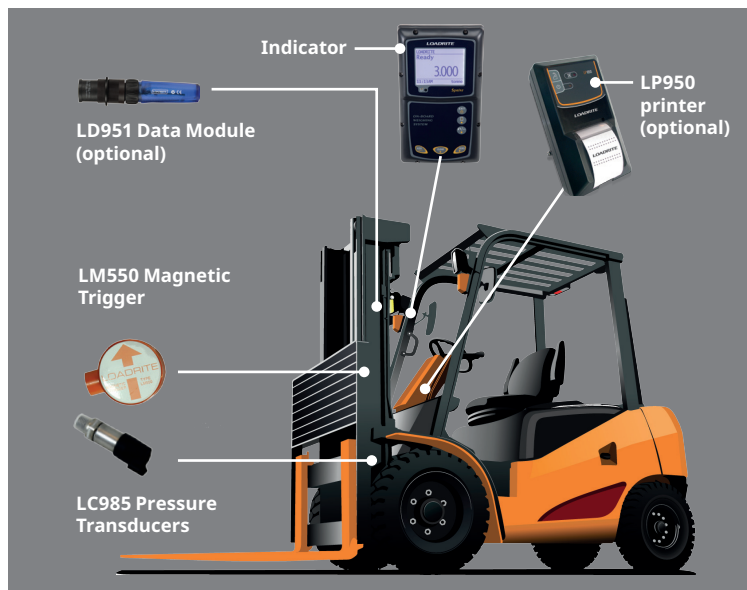 Indicator
LOADRITE
Ready
3.000
LP950
printer
(optional)
LOADRITE
LOADRITE
LD951 Data Module
(optional)
LM550 Magnetic
Trigger
LOADRITE
LC985 Pressure
Transducers